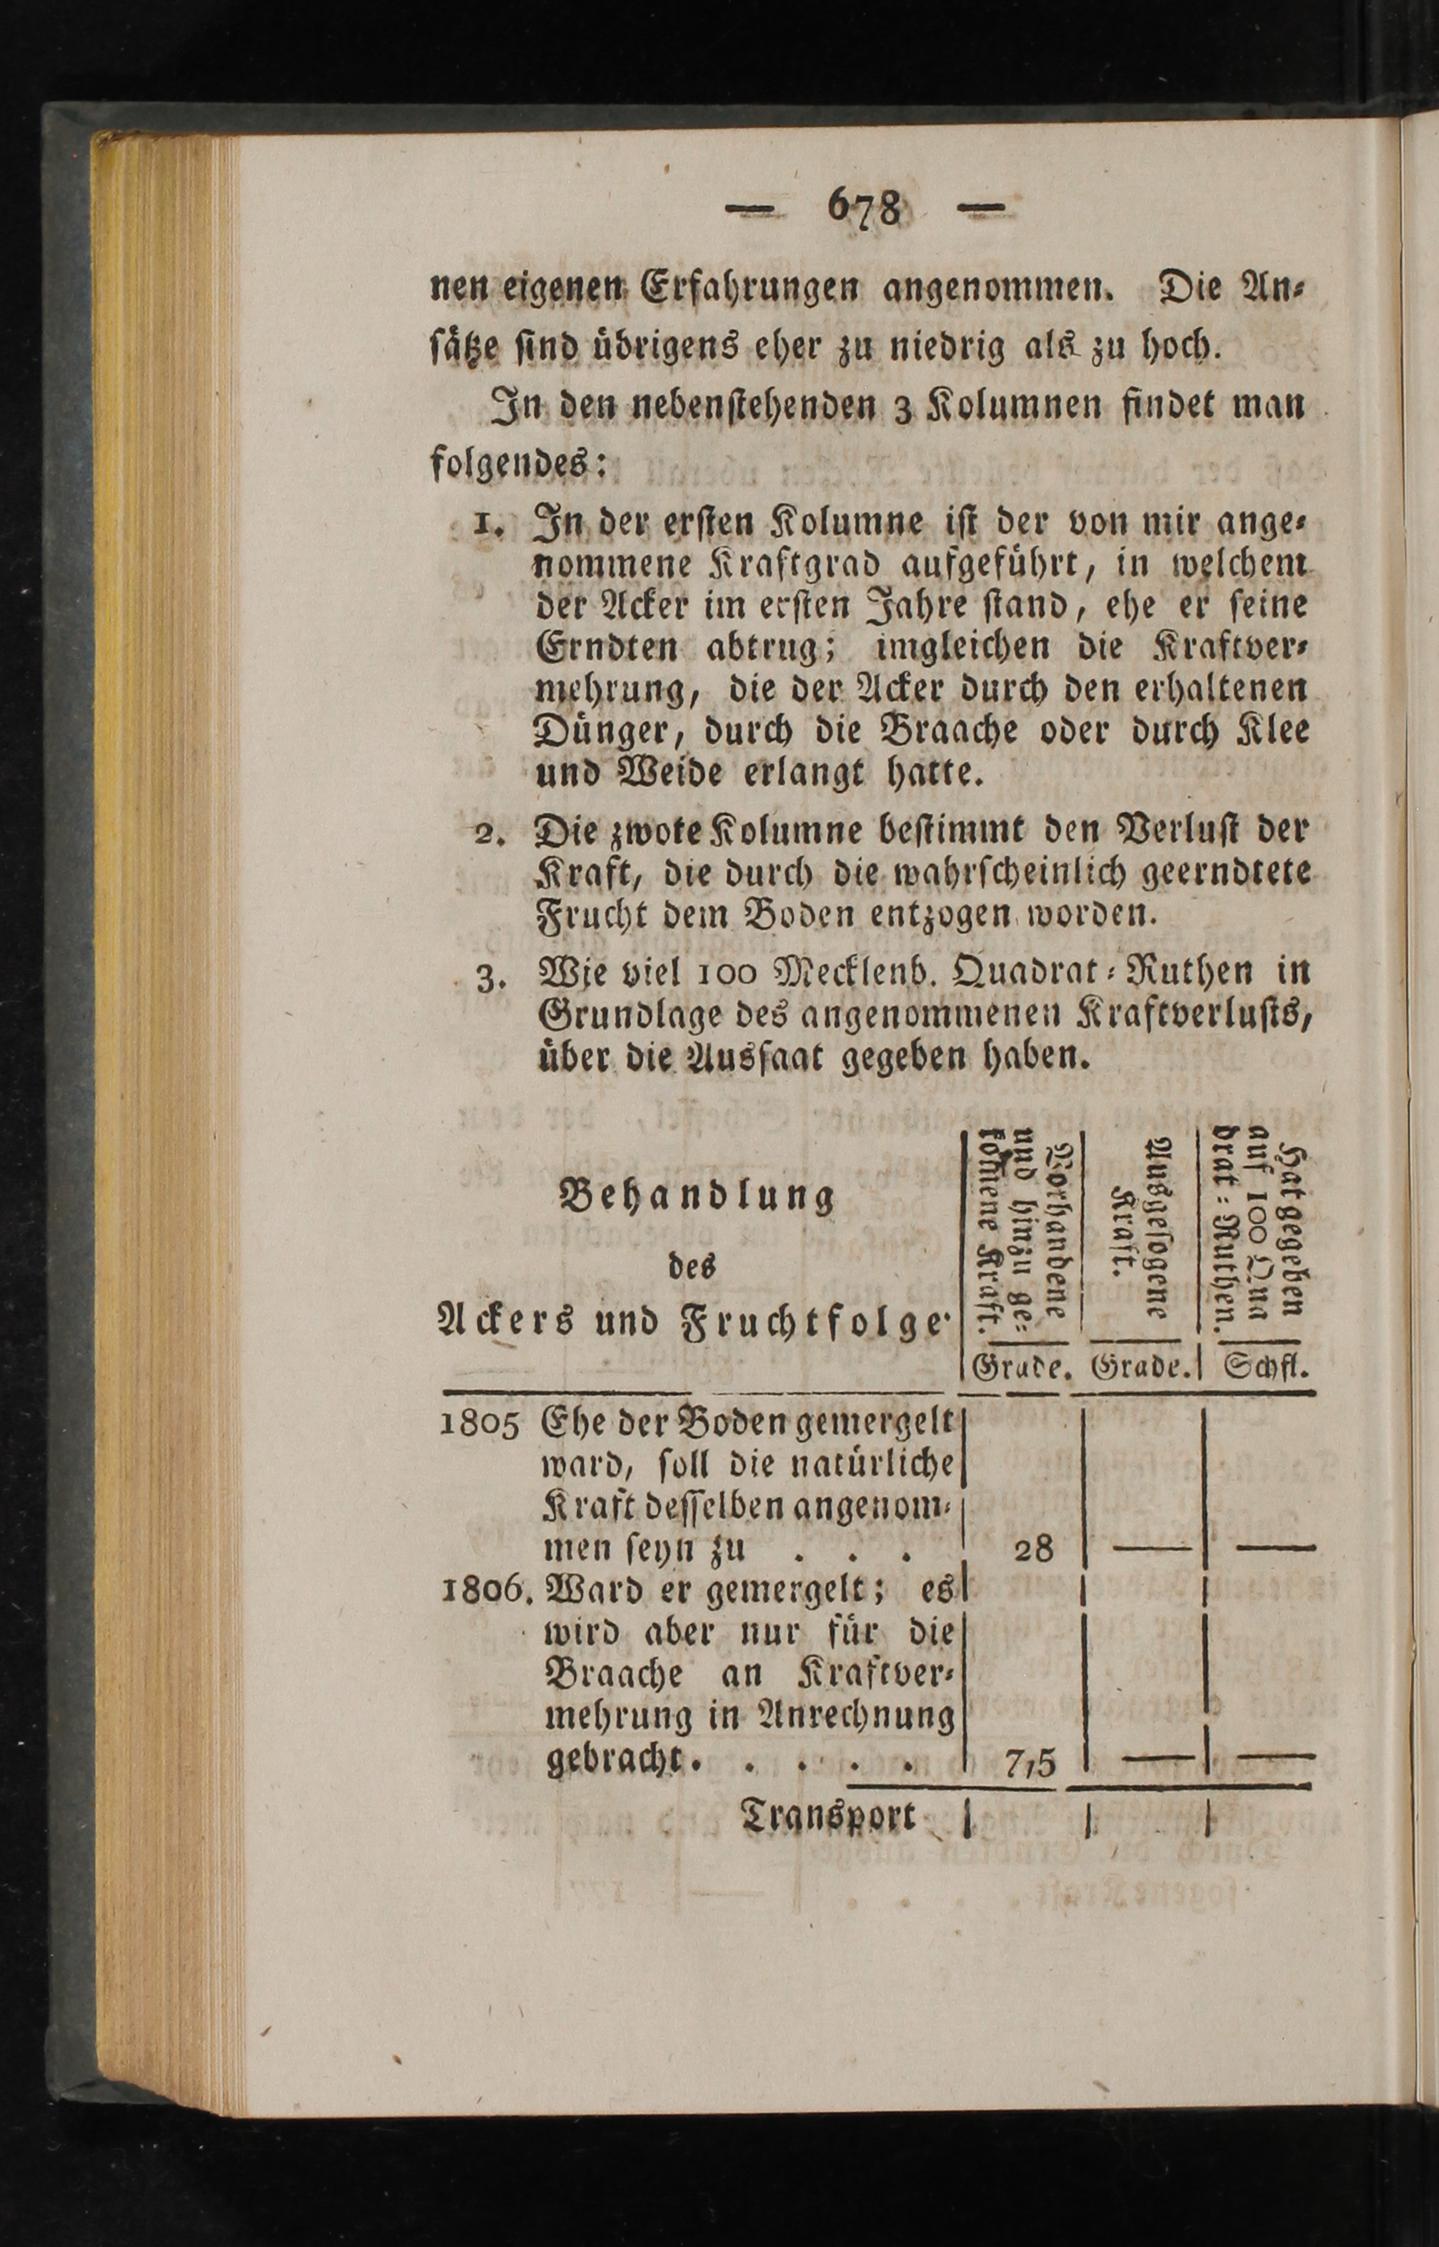 — 678 —
nen eigenen Erfahrungen angenommen. Die An⸗
ſätze ſind übrigens eher zu niedrig als zu hoch.
In den nebenſtehenden 3 Kolumnen findet man
folgendes:
1. In der erſten Kolumne iſt der von mir ange⸗
nommene Kraftgrad aufgeführt, in welchem
der Acker im erſten Jahre ſtand, ehe er ſeine
Erndten abtrug; imgleichen die Kraftver⸗
mehrung, die der Acker durch den erhaltenen
Dünger, durch die Braache oder durch Klee
und Weide erlangt hatte.
2. Die zwote Kolumne beſtimmt den Verluſt der
Kraft, die durch die wahrſcheinlich geerndtete
Frucht dem Boden entzogen worden.
3. Wie viel 100 Mecklenb. Quadrat⸗Ruthen in
Grundlage des angenommenen Kraftverluſts,
über die Ausſaat gegeben haben.
Behandlung
des
Ackers und Fruchtfolge.
Vorhandene
und hinzu ge⸗
kommene Kraft.
Grade.
Ausgeſogene
Kraft.
Grade.
Hat gegeben
auf 100 Qua
drat⸗Ruthen.
Schfl.
1805 Ehe der Boden gemergelt
ward, ſoll die natürliche
Kraft deſſelben angenom⸗
men ſeyn zu . . . 28 — —
1806. Ward er gemergelt; es
wird aber nur für die
Braache an Kraftver⸗
mehrung in Anrechnung
gebracht. . . . . 7,5 — —
Transport